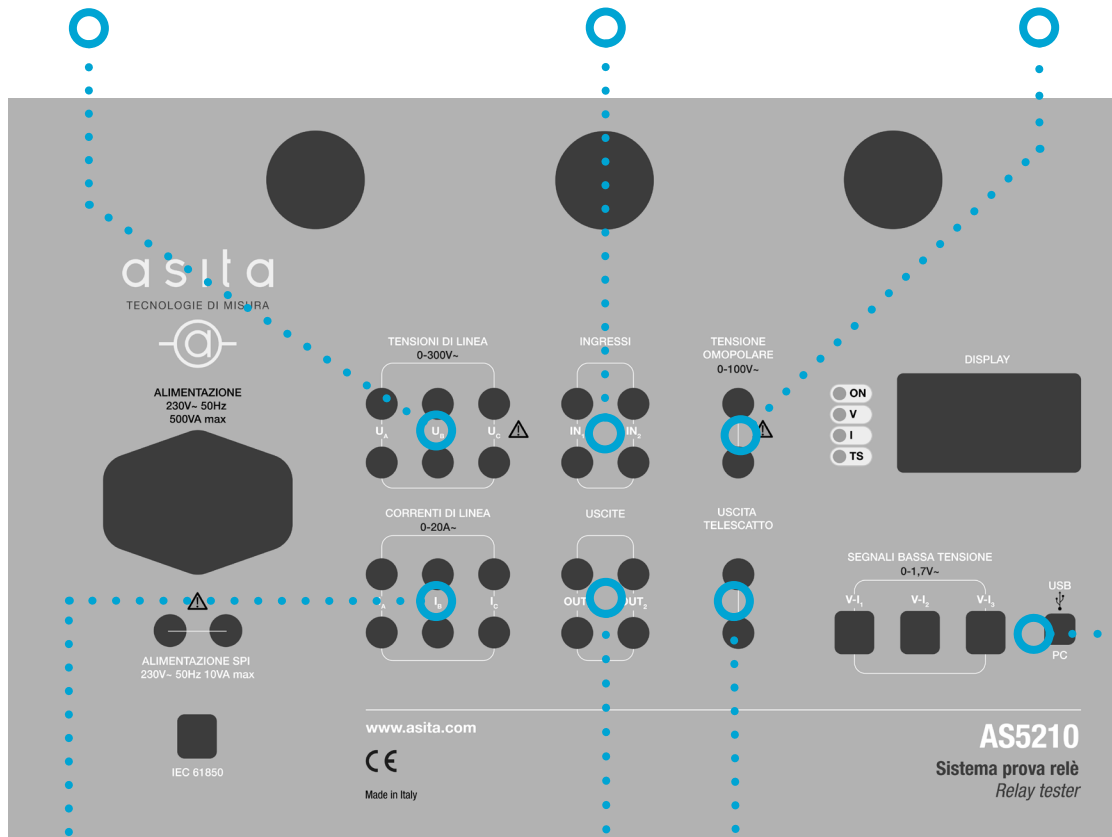 asita
TECNOLOGIE DI MISURA
a
ALIMENTAZIONE
230V~ 50Hz
500VA max
TENSIONI DI LINEA
0-300V~
UA UB UC
INGRESSI
IN1 IN2
TENSIONE
OMOPOLARE
0-100V~
ON
V
I
TS
DISPLAY
CORRENTI DI LINEA
0-20A~
IA IB IC
USCITE
OUT OUT2
USCITA
TELESCATTO
SEGNALI BASSA TENSIONE
0-1,7V~
V-I1 V-I2 V-I3
USB
PC
ALIMENTAZIONE SPI
230V~ 50Hz 10VA max
IEC 61850
www.asita.com
CE
Made in Italy
AS5210
Sistema prova relè
Relay tester